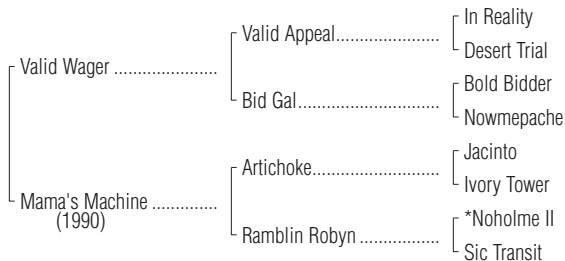 In Reality
Valid Appeal.....................
Desert Trial
Valid Wager .....................
Bold Bidder
Bid Gal.............................
Nowmepache
Jacinto
Artichoke..........................
Ivory Tower
Mama's Machine .............
(1990)
*Noholme II
Ramblin Robyn ................
Sic Transit